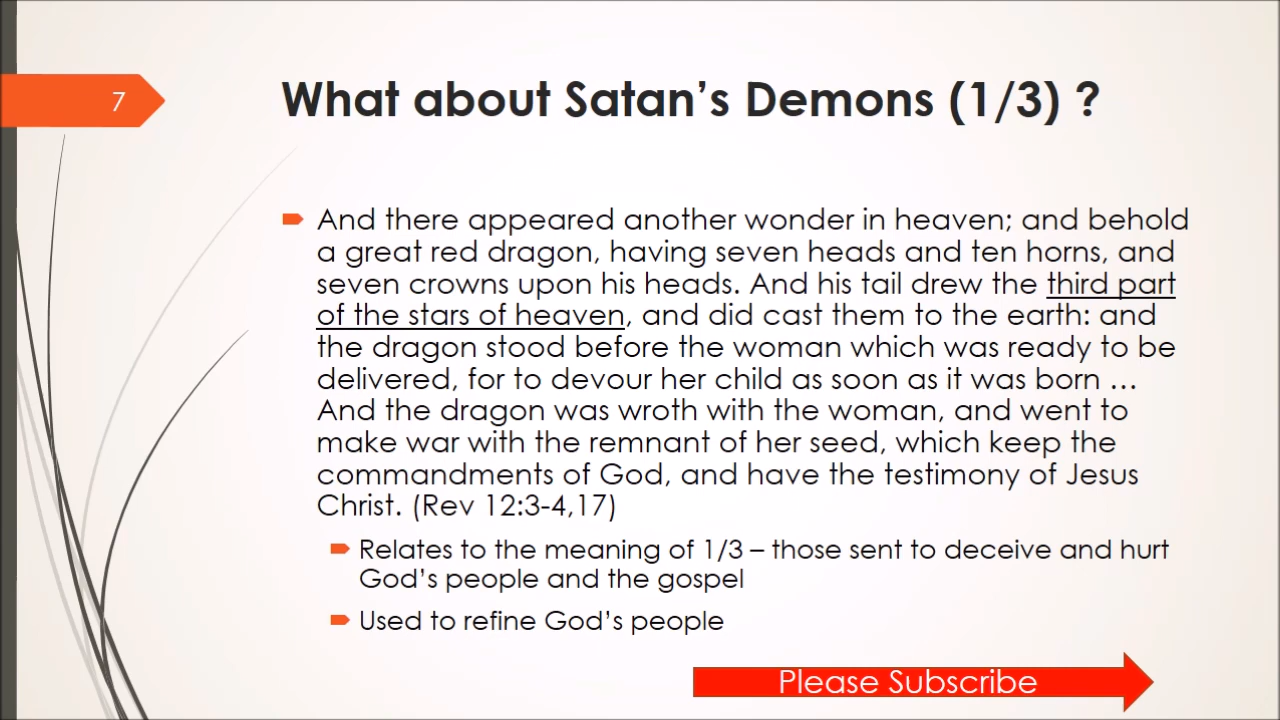 7
What about Satan's Demons (1/3) ?
And there appeared another wonder in heaven; and behold
a great red dragon, having seven heads and ten horns, and
seven crowns upon his heads. And his tail drew the third part
of the stars of heaven, and did cast them to the earth: and
the dragon stood before the woman which was ready to be
delivered, for to devour her child as soon as it was born …
And the dragon was wroth with the woman, and went to
make war with the remnant of her seed, which keep the
commandments of God, and have the testimony of Jesus
Christ. (Rev 12:3-4,17)
Relates to the meaning of 1/3 – those sent to deceive and hurt
God's people and the gospel
Used to refine God's people
Please Subscribe